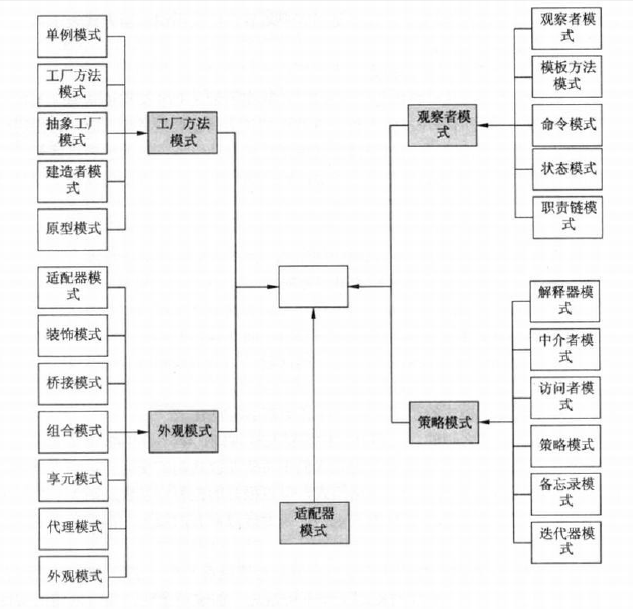 单例模式
工厂方法
模式
抽象工厂
模式
建造者模
式
原型模式
工厂方法
模式
观察者模
式
模板方法模
式
命令模式
状态模式
职责链模
式
观察者模
式
适配器模
式
装饰模式
桥接模式
组合模式
享元模式
代理模式
外观模式
外观模式
适配器
模式
策略模式
解释器模
式
中介者模
式
访问者模
式
策略模式
备忘录模
式
迭代器模
式